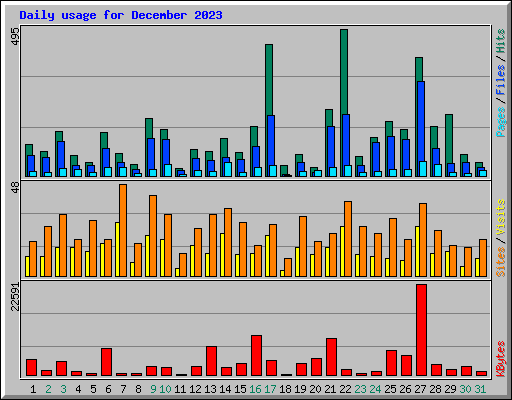 Daily usage for December 2023
495
Pages / Files / Hits
48
Sites / Visits
22591
KBytes
1 2 3 4 5 6 7 8 9 10 11 12 13 14 15 16 17 18 19 20 21 22 23 24 25 26 27 28 29 30 31